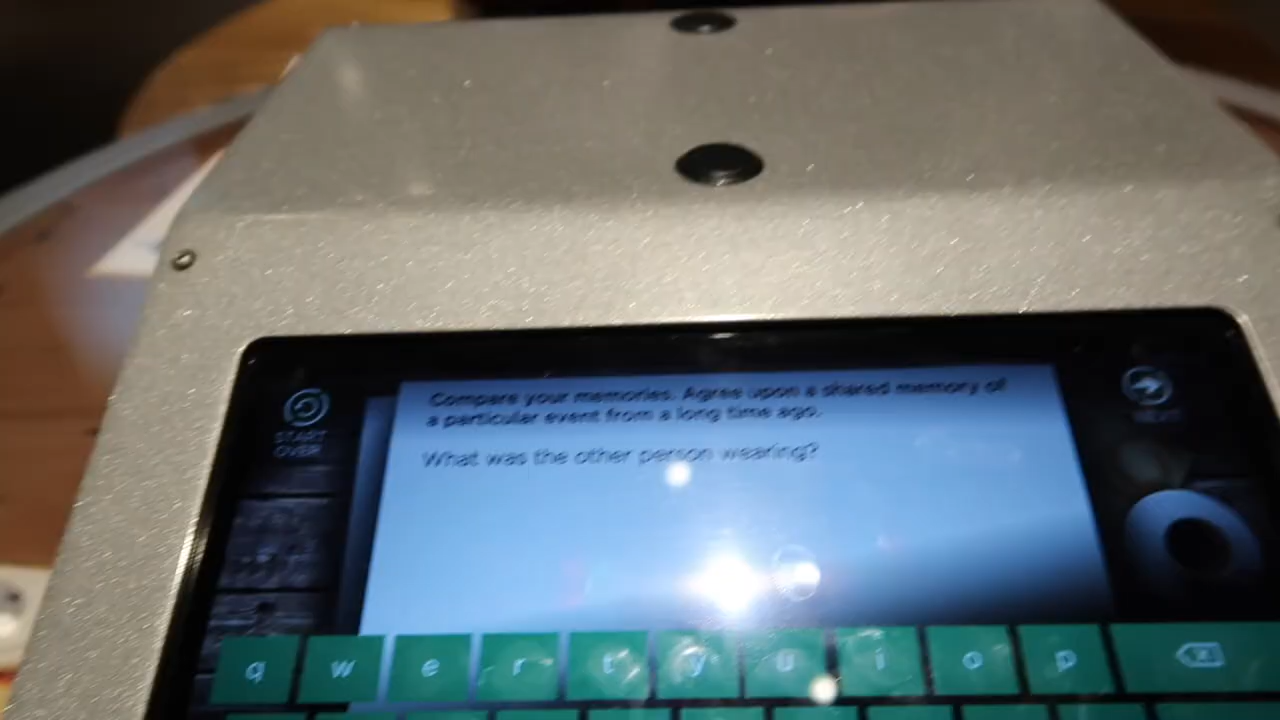 Compare your memories. Agree upon a shared memory of
a particular event from a long time ago.
What was the other person wearing?
START
OVER
NEXT
q w e r t y u i o p